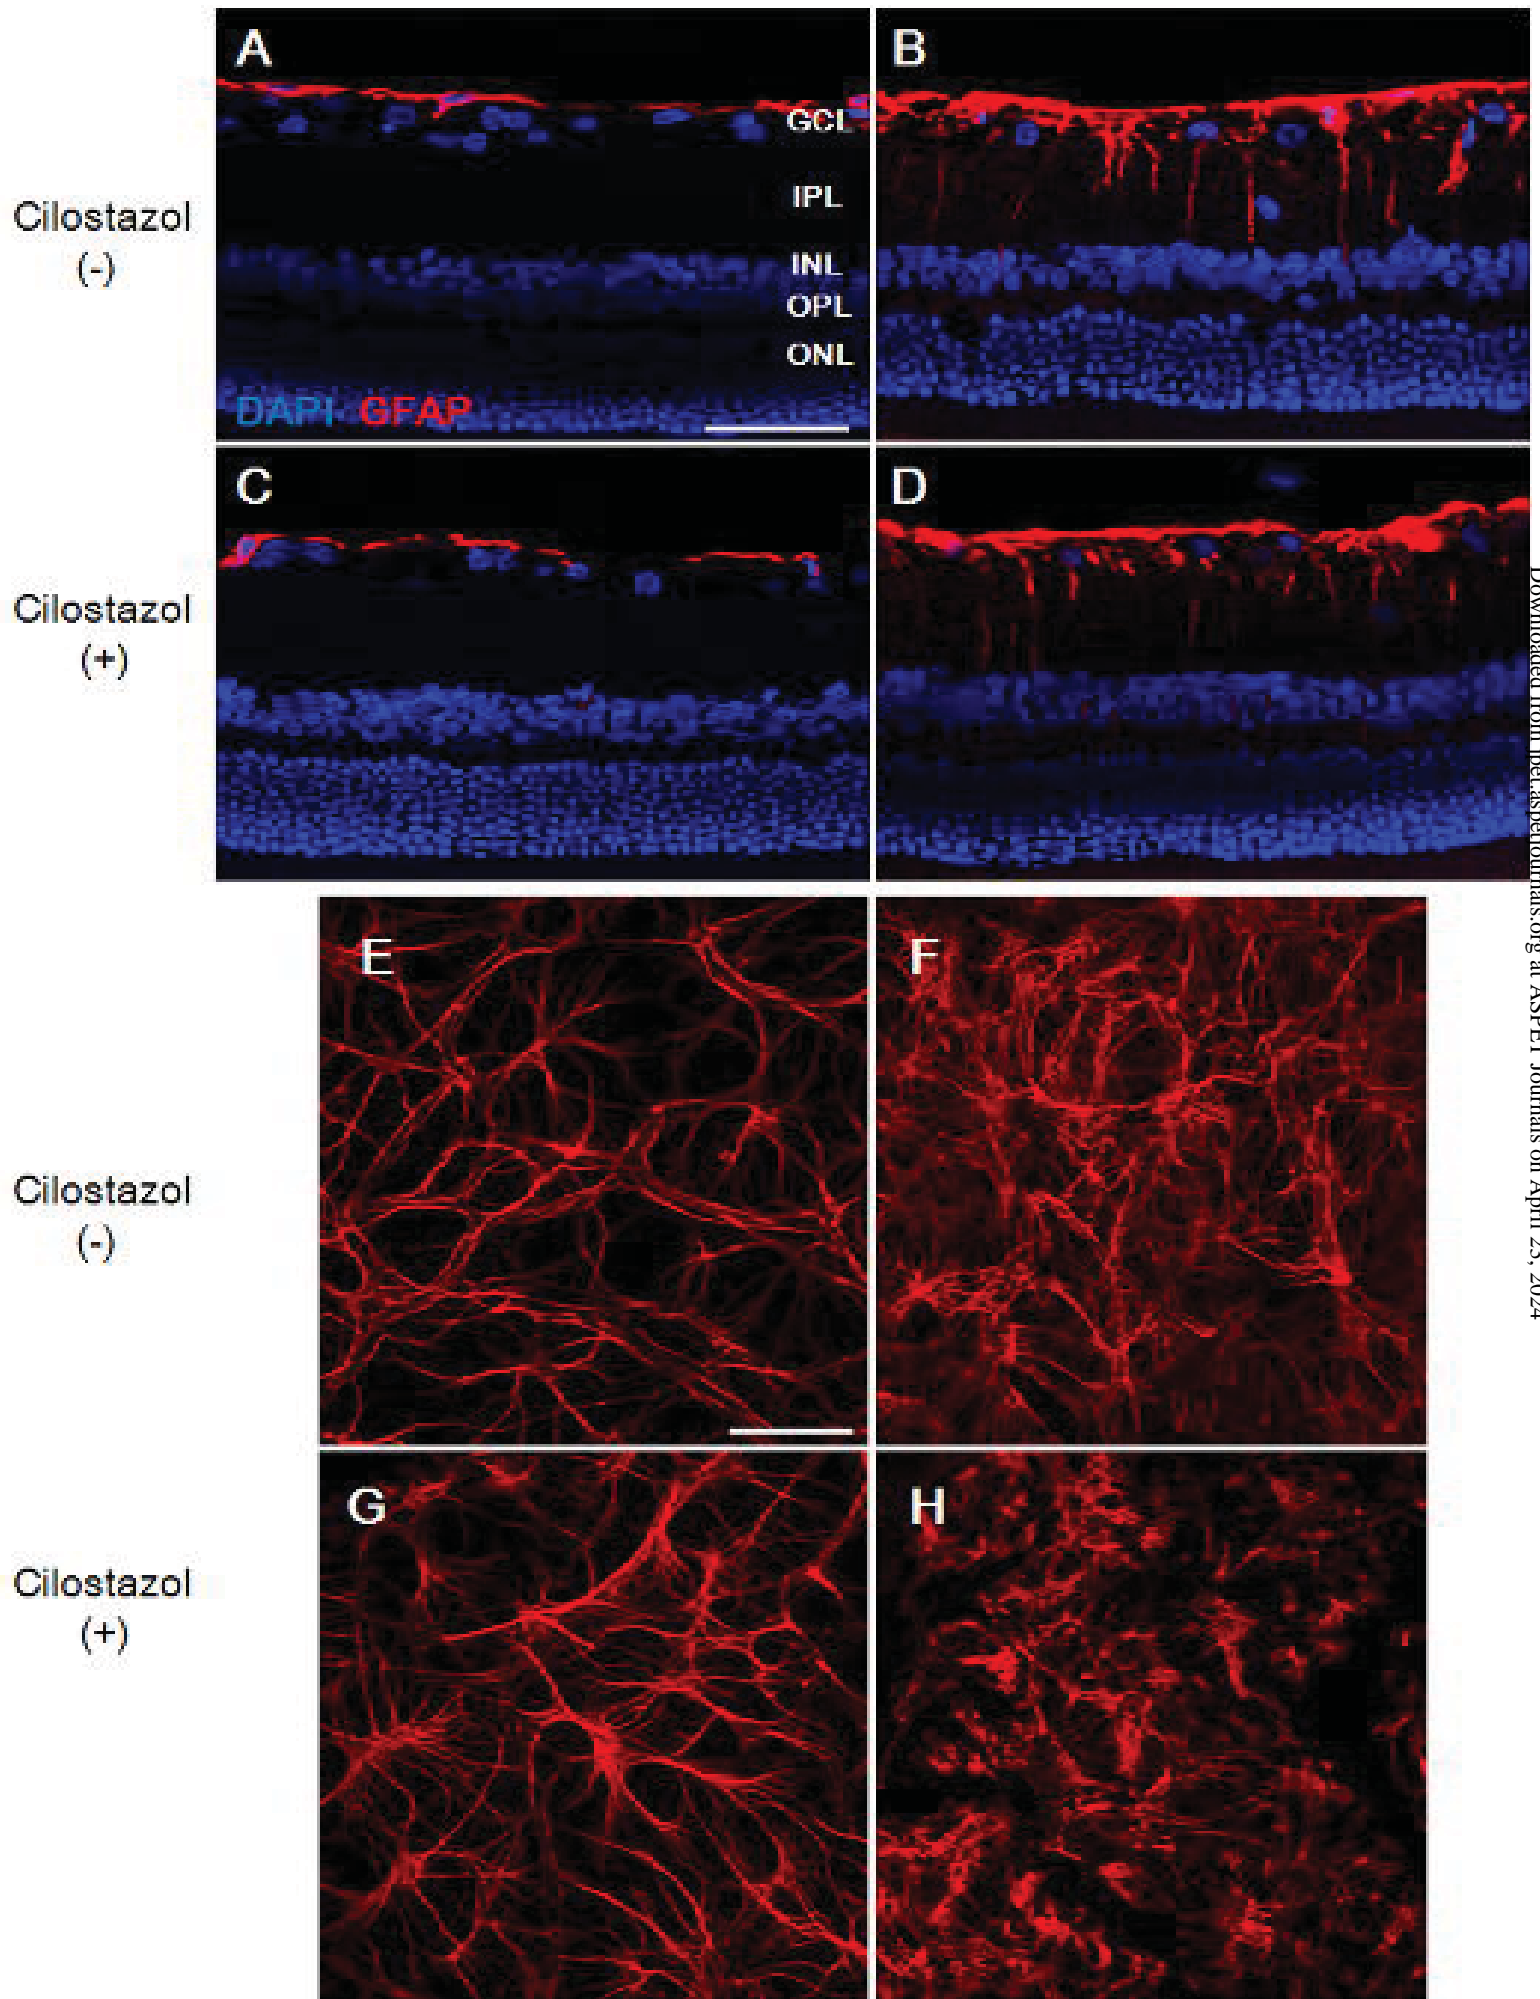 A
B
Cilostazol
(-)
GCL
IPL
INL
OPL
ONL
DAPI GFAP
C
D
Cilostazol
(+)
E
F
Cilostazol
(-)
G
H
Cilostazol
(+)
Downloaded from jpet.aspetjournals.org at ASPET Journals on April 23, 2024